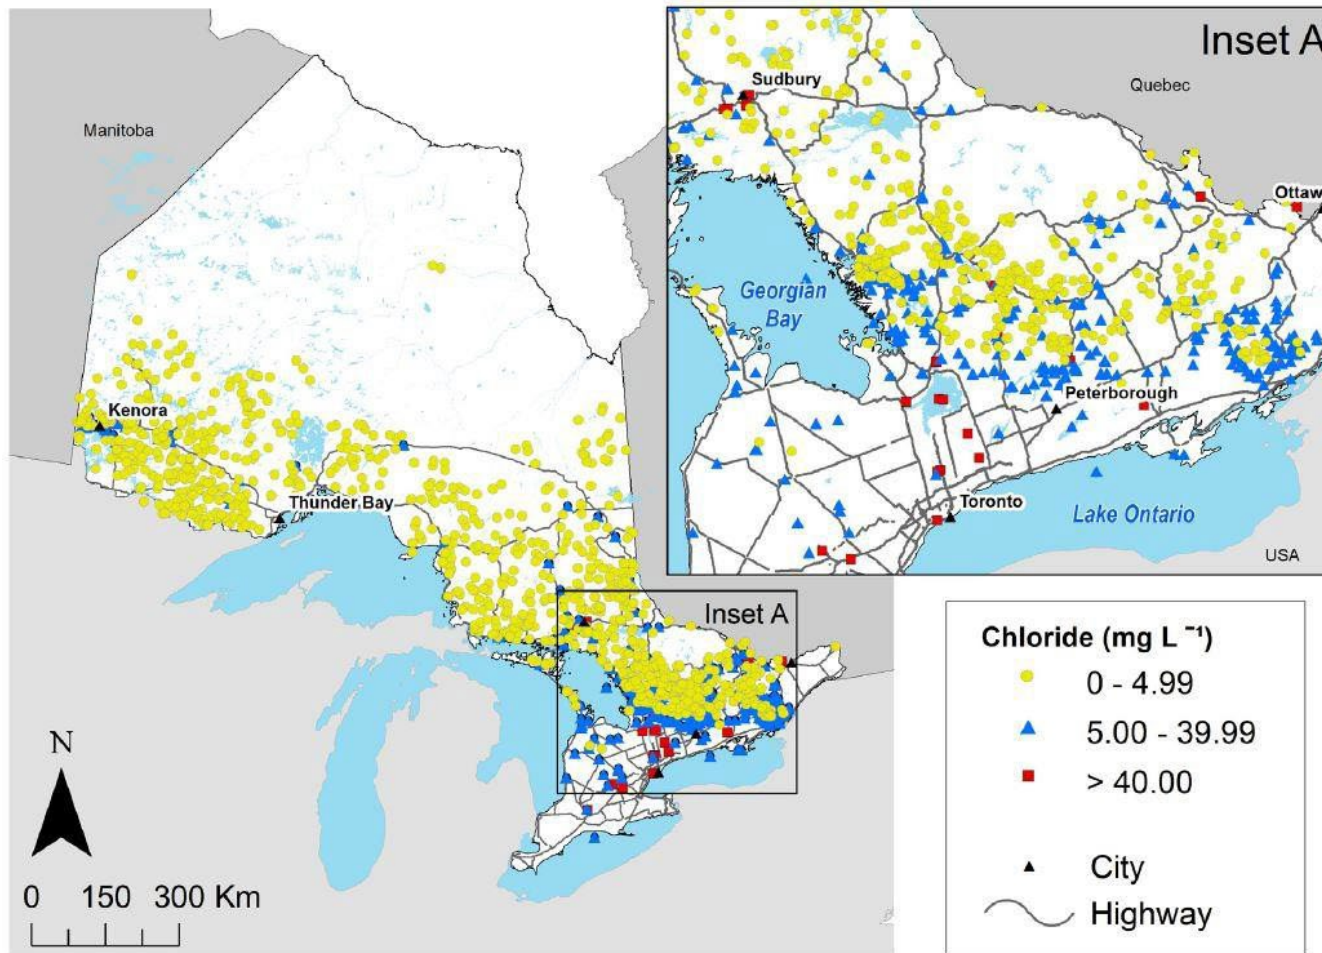 Inset A
Sudbury
Quebec
Manitoba
Ottaw
Georgian
Bay
Kenora
Peterborough
Thunder Bay
Toronto
Lake Ontario
USA
Inset A
Chloride (mg L ⁻¹)
0 - 4.99
5.00 - 39.99
> 40.00
N
City
0 150 300 Km
Highway